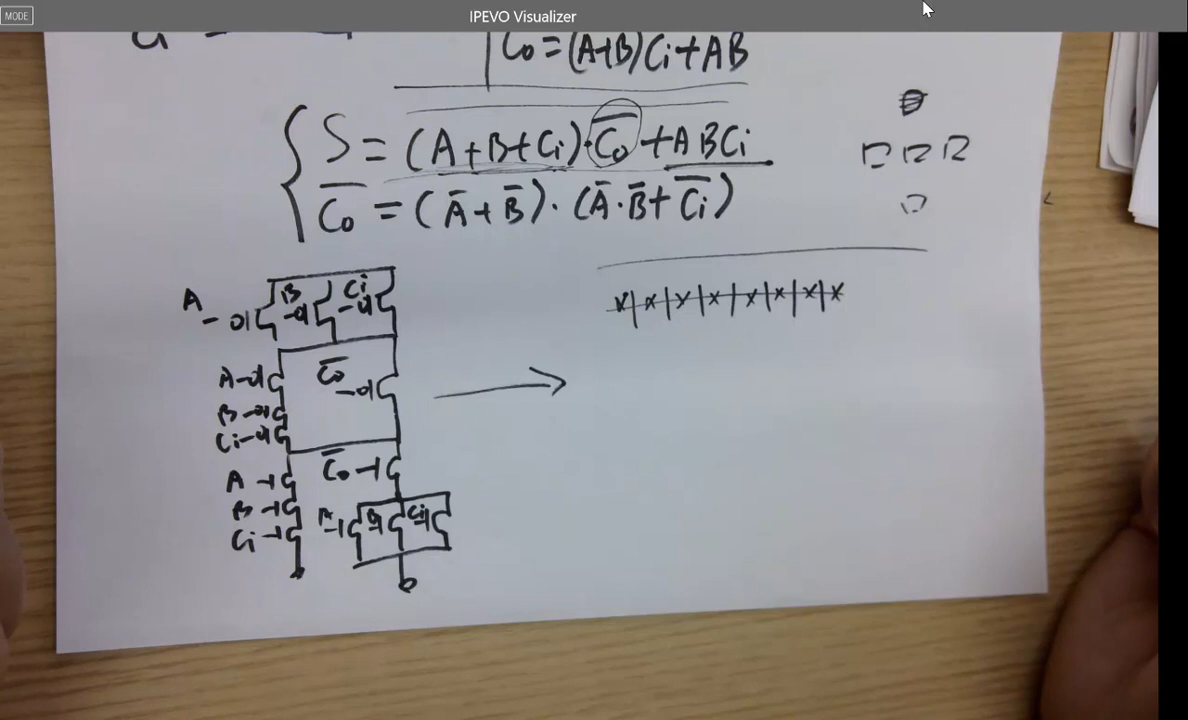 MODE
IPEVO Visualizer
Co = (A+B)Ci+AB
S = (A+B+Ci)·C̅o̅ + ABCi
C̅o̅ = (A̅+B̅)·(A̅·B̅+C̅i̅)
A B Ci
A C̅o̅
B
Ci
A C̅o̅
B A B Ci
Ci